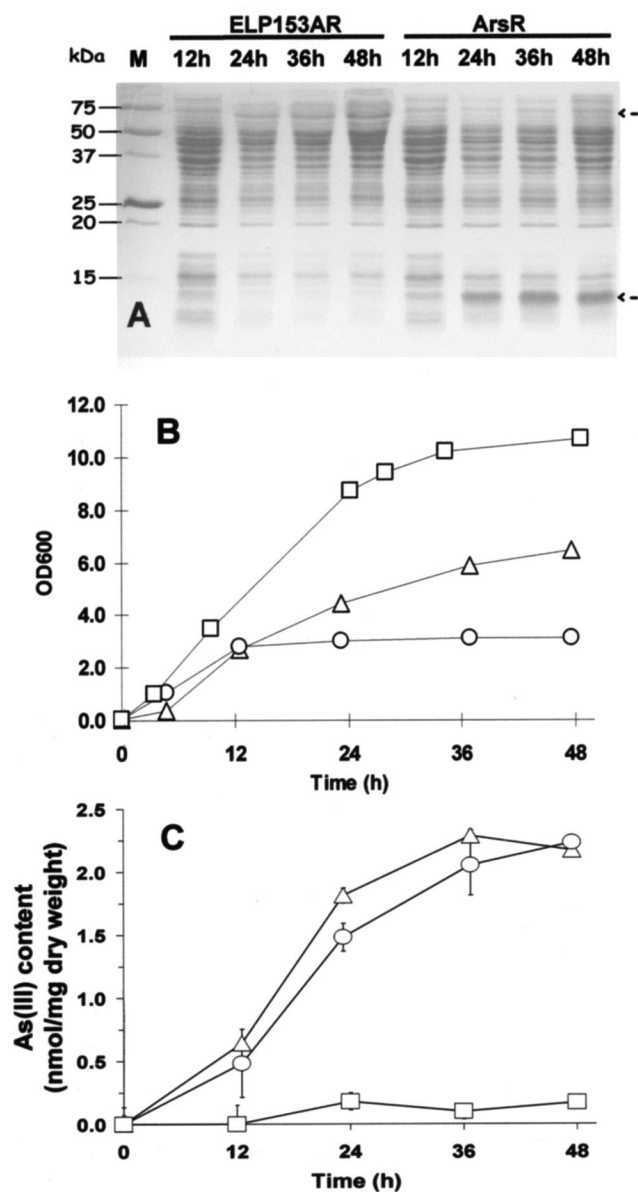 ELP153AR ArsR
kDa M 12h 24h 36h 48h 12h 24h 36h 48h
75
50
37
25
20
15
A
B
12.0
10.0
8.0
6.0
4.0
2.0
0.0
OD600
0 12 24 36 48
Time (h)
C
2.5
2.0
1.5
1.0
0.5
0.0
As(III) content
(nmol/mg dry weight)
0 12 24 36 48
Time (h)